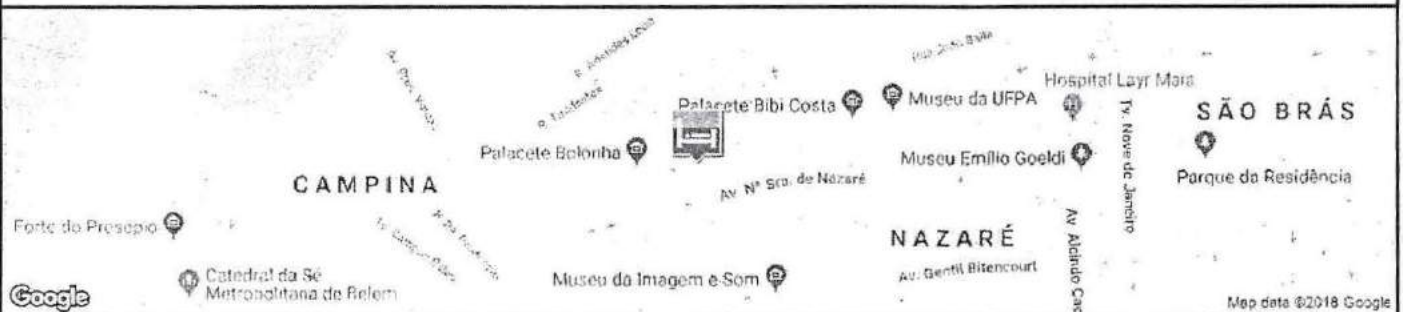 Hospital Layr Maia
SÃO BRÁS
Palacete Bibi Costa
Museu da UFPA
Palacete Bolonha
Museu Emílio Goeldi
Tv. Nove de Janeiro
Parque da Residência
CAMPINA
Av. Nª Sra. de Nazaré
Forte do Presepio
NAZARÉ
Av. Gentil Bitencourt
Av Alcindo Cac
Catedral da Sé
Metropolitana de Belem
Museu da Imagem e Som
Google
Map data ©2018 Google